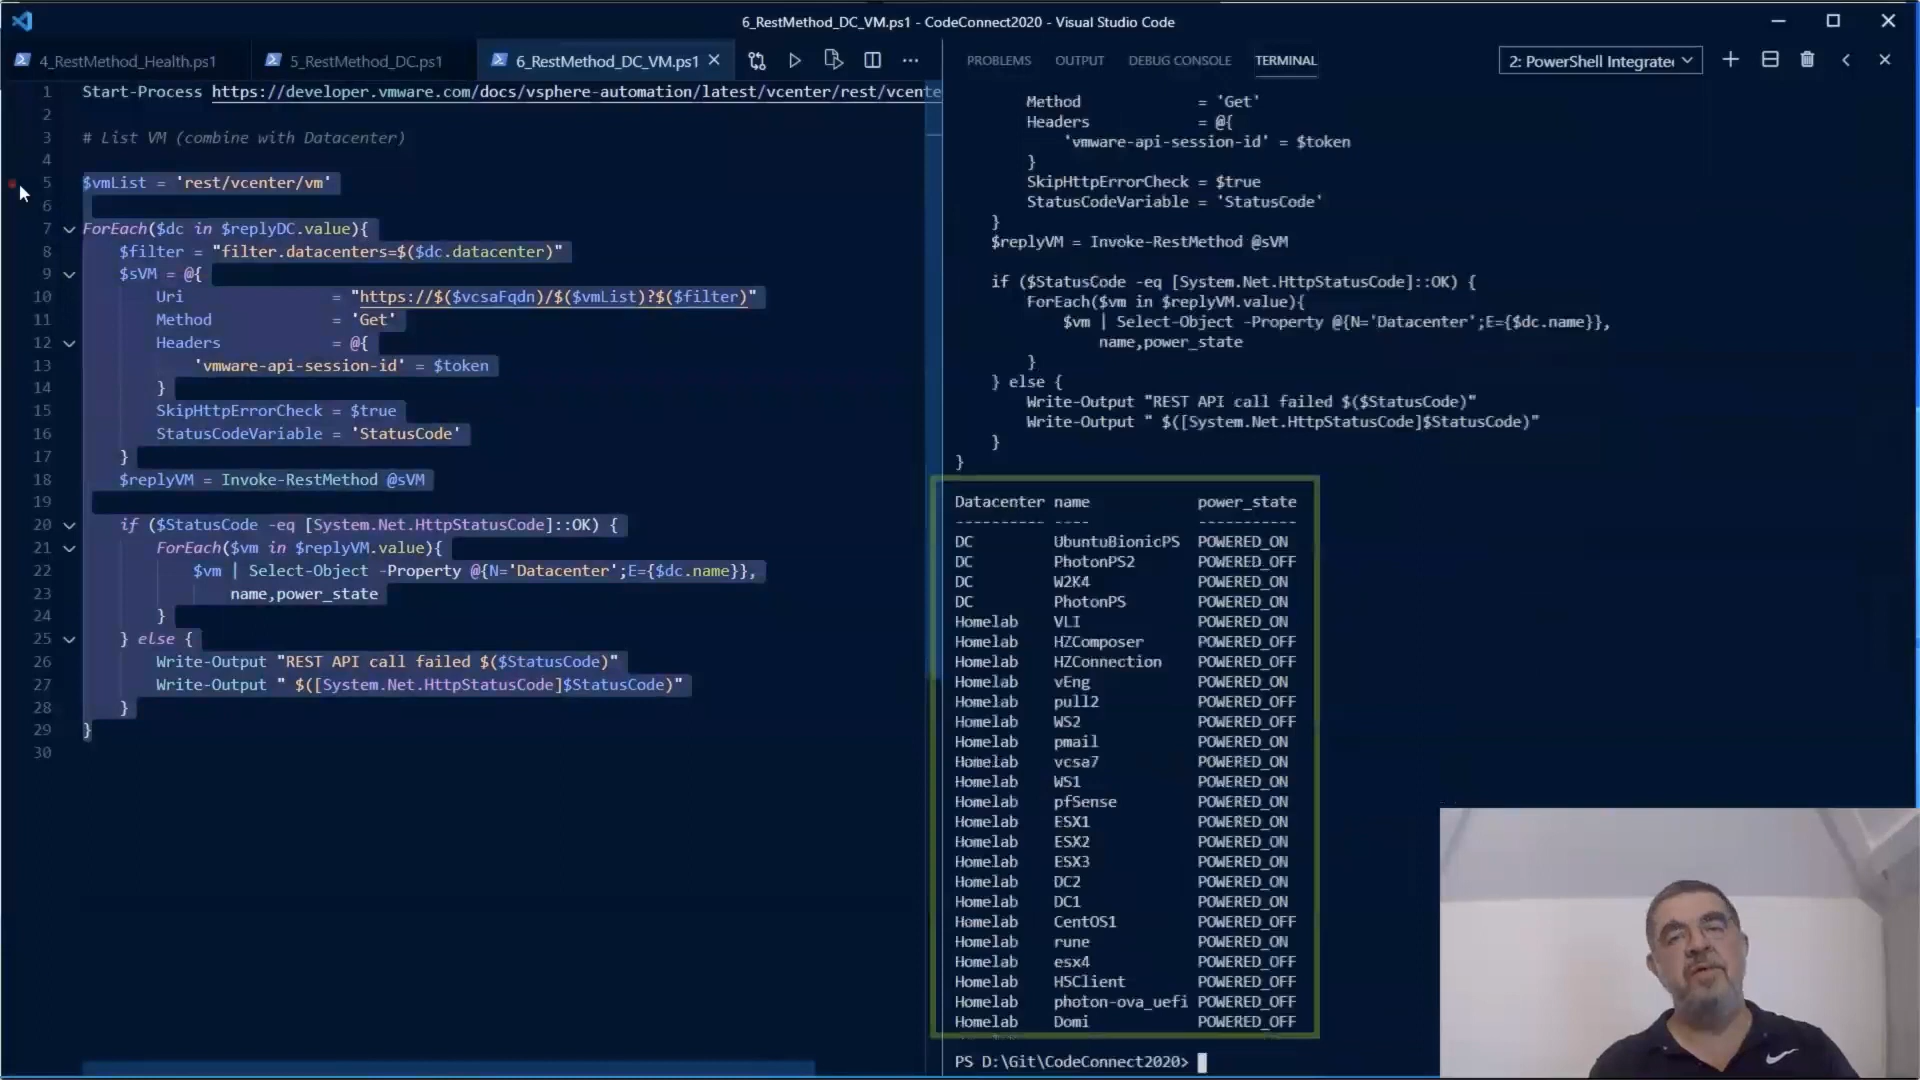 6_RestMethod_DC_VM.ps1 - CodeConnect2020 - Visual Studio Code
4_RestMethod_Health.ps1
5_RestMethod_DC.ps1
6_RestMethod_DC_VM.ps1
1 Start-Process https://developer.vmware.com/docs/vsphere-automation/latest/vcenter/rest/vcente
2
3 # List VM (combine with Datacenter)
4
5 $vmList = 'rest/vcenter/vm'
6
7 ForEach($dc in $replyDC.value){
8 $filter = "filter.datacenters=$($dc.datacenter)"
9 $sVM = @{
10 Uri = "https://$($vcsaFqdn)/$($vmList)?$($filter)"
11 Method = 'Get'
12 Headers = @{
13 'vmware-api-session-id' = $token
14 }
15 SkipHttpErrorCheck = $true
16 StatusCodeVariable = 'StatusCode'
17 }
18 $replyVM = Invoke-RestMethod @sVM
19
20 if ($StatusCode -eq [System.Net.HttpStatusCode]::OK) {
21 ForEach($vm in $replyVM.value){
22 $vm | Select-Object -Property @{N='Datacenter';E={$dc.name}},
23 name,power_state
24 }
25 } else {
26 Write-Output "REST API call failed $($StatusCode)"
27 Write-Output " $([System.Net.HttpStatusCode]$StatusCode)"
28 }
29 }
30
PROBLEMS OUTPUT DEBUG CONSOLE TERMINAL
2: PowerShell Integrate
Method = 'Get'
Headers = @{
'vmware-api-session-id' = $token
}
SkipHttpErrorCheck = $true
StatusCodeVariable = 'StatusCode'
}
$replyVM = Invoke-RestMethod @sVM
if ($StatusCode -eq [System.Net.HttpStatusCode]::OK) {
ForEach($vm in $replyVM.value){
$vm | Select-Object -Property @{N='Datacenter';E={$dc.name}},
name,power_state
}
} else {
Write-Output "REST API call failed $($StatusCode)"
Write-Output " $([System.Net.HttpStatusCode]$StatusCode)"
}
}
Datacenter name power_state
---------- ---- -----------
DC UbuntuBionicPS POWERED_ON
DC PhotonPS2 POWERED_OFF
DC W2K4 POWERED_ON
DC PhotonPS POWERED_ON
Homelab VLI POWERED_ON
Homelab HZComposer POWERED_OFF
Homelab HZConnection POWERED_OFF
Homelab vEng POWERED_ON
Homelab pull2 POWERED_OFF
Homelab WS2 POWERED_OFF
Homelab pmail POWERED_ON
Homelab vcsa7 POWERED_ON
Homelab WS1 POWERED_ON
Homelab pfSense POWERED_ON
Homelab ESX1 POWERED_ON
Homelab ESX2 POWERED_ON
Homelab ESX3 POWERED_ON
Homelab DC2 POWERED_ON
Homelab DC1 POWERED_ON
Homelab CentOS1 POWERED_OFF
Homelab rune POWERED_ON
Homelab esx4 POWERED_OFF
Homelab H5Client POWERED_OFF
Homelab photon-ova_uefi POWERED_OFF
Homelab Domi POWERED_OFF
PS D:\Git\CodeConnect2020>